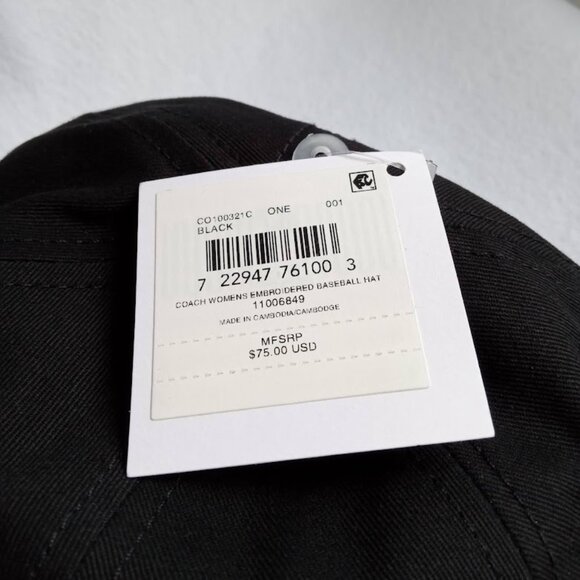 CO100321C ONE 001
BLACK
7 22947 76100 3
COACH WOMENS EMBROIDERED BASEBALL HAT
11006849
MADE IN CAMBODIA/CAMBODGE
MFSRP
$75.00 USD